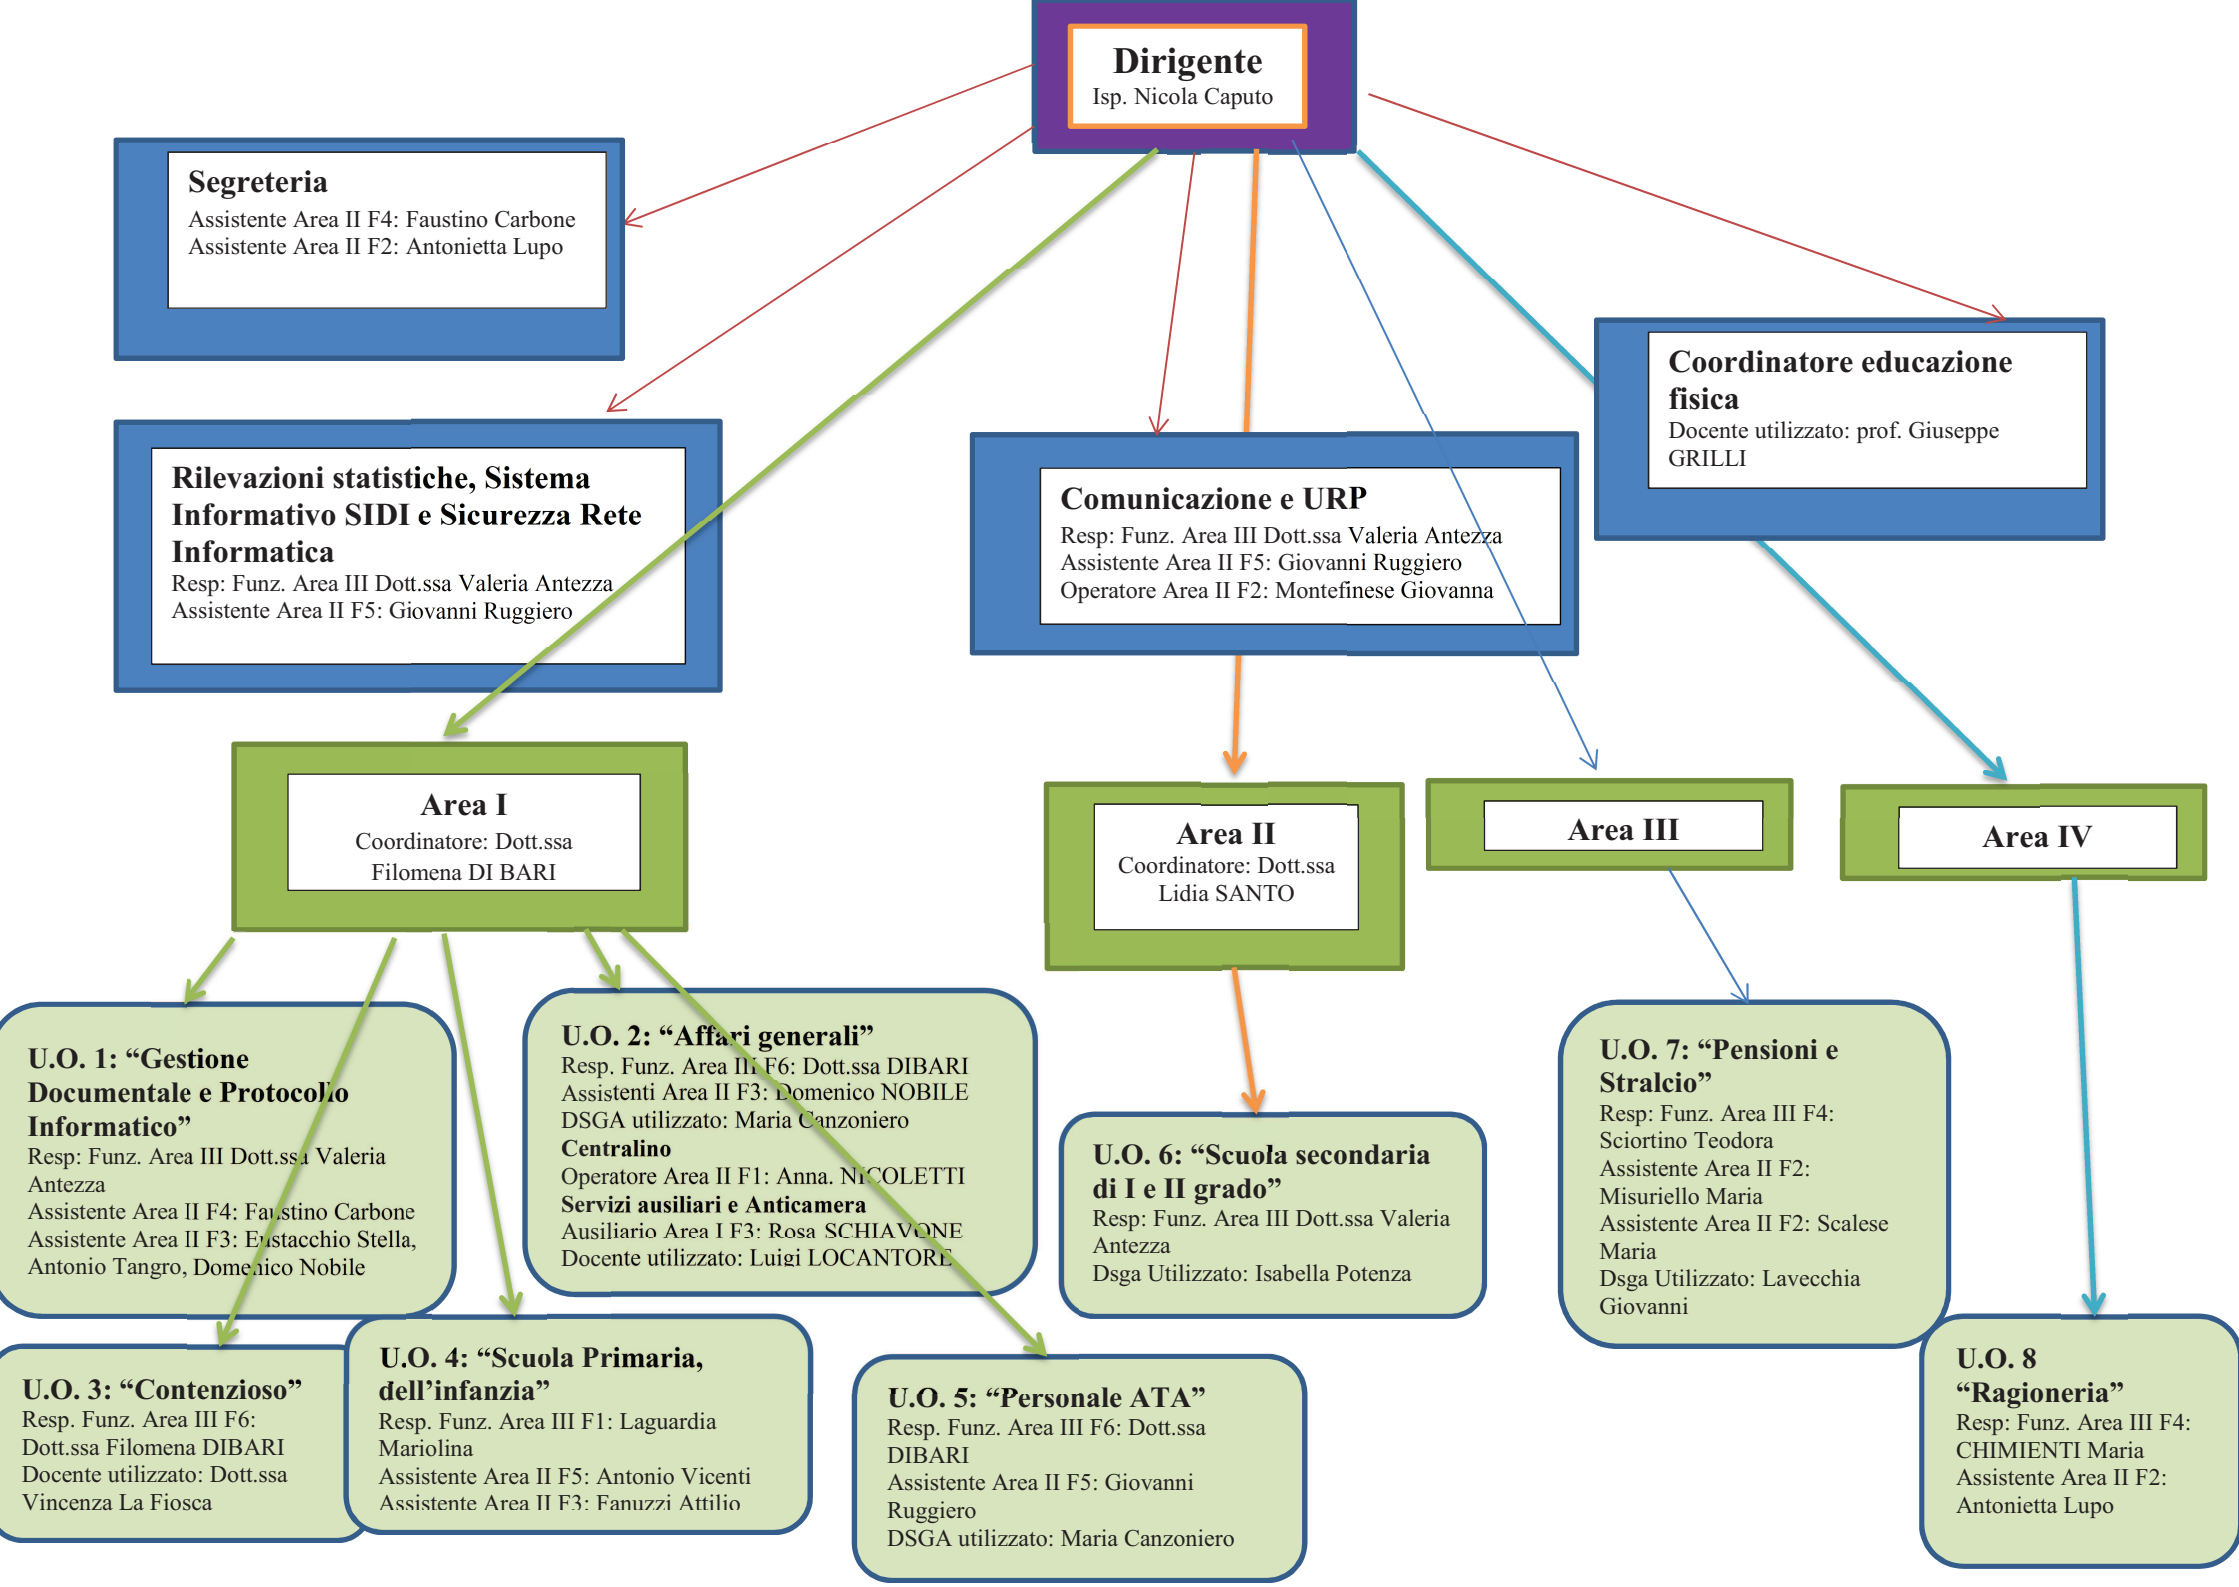 Dirigente
Isp. Nicola Caputo
Segreteria
Assistente Area II F4: Faustino Carbone
Assistente Area II F2: Antonietta Lupo
Coordinatore educazione
fisica
Docente utilizzato: prof. Giuseppe
GRILLI
Rilevazioni statistiche, Sistema
Informativo SIDI e Sicurezza Rete
Informatica
Resp: Funz. Area III Dott.ssa Valeria Antezza
Assistente Area II F5: Giovanni Ruggiero
Comunicazione e URP
Resp: Funz. Area III Dott.ssa Valeria Antezza
Assistente Area II F5: Giovanni Ruggiero
Operatore Area II F2: Montefinese Giovanna
Area I
Coordinatore: Dott.ssa
Filomena DI BARI
Area II
Coordinatore: Dott.ssa
Lidia SANTO
Area III
Area IV
U.O. 1: “Gestione
Documentale e Protocollo
Informatico”
Resp: Funz. Area III Dott.ssa Valeria
Antezza
Assistente Area II F4: Faustino Carbone
Assistente Area II F3: Eustacchio Stella,
Antonio Tangro, Domenico Nobile
U.O. 2: “Affari generali”
Resp. Funz. Area III F6: Dott.ssa DIBARI
Assistenti Area II F3: Domenico NOBILE
DSGA utilizzato: Maria Canzoniero
Centralino
Operatore Area II F1: Anna. NICOLETTI
Servizi ausiliari e Anticamera
Ausiliario Area I F3: Rosa SCHIAVONE
Docente utilizzato: Luigi LOCANTORE
U.O. 6: “Scuola secondaria
di I e II grado”
Resp: Funz. Area III Dott.ssa Valeria
Antezza
Dsga Utilizzato: Isabella Potenza
U.O. 7: “Pensioni e
Stralcio”
Resp: Funz. Area III F4:
Sciortino Teodora
Assistente Area II F2:
Misuriello Maria
Assistente Area II F2: Scalese
Maria
Dsga Utilizzato: Lavecchia
Giovanni
U.O. 3: “Contenzioso”
Resp. Funz. Area III F6:
Dott.ssa Filomena DIBARI
Docente utilizzato: Dott.ssa
Vincenza La Fiosca
U.O. 4: “Scuola Primaria,
dell’infanzia”
Resp. Funz. Area III F1: Laguardia
Mariolina
Assistente Area II F5: Antonio Vicenti
Assistente Area II F3: Fanuzzi Attilio
U.O. 5: “Personale ATA”
Resp. Funz. Area III F6: Dott.ssa
DIBARI
Assistente Area II F5: Giovanni
Ruggiero
DSGA utilizzato: Maria Canzoniero
U.O. 8
“Ragioneria”
Resp: Funz. Area III F4:
CHIMIENTI Maria
Assistente Area II F2:
Antonietta Lupo